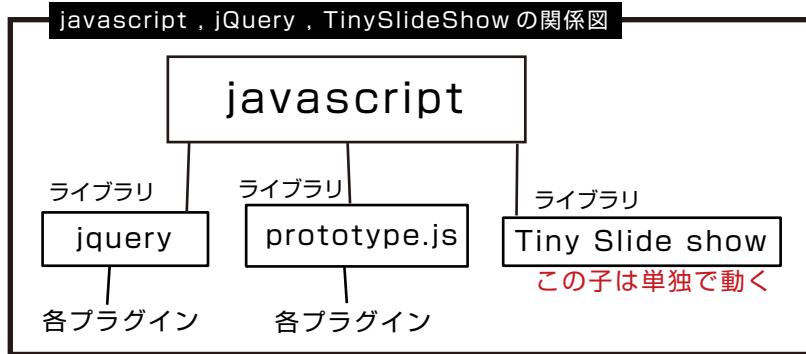 javascript , jQuery , TinySlideShow の関係図
javascript
ライブラリ
jquery
各プラグイン
ライブラリ
prototype.js
各プラグイン
ライブラリ
Tiny Slide show
この子は単独で動く